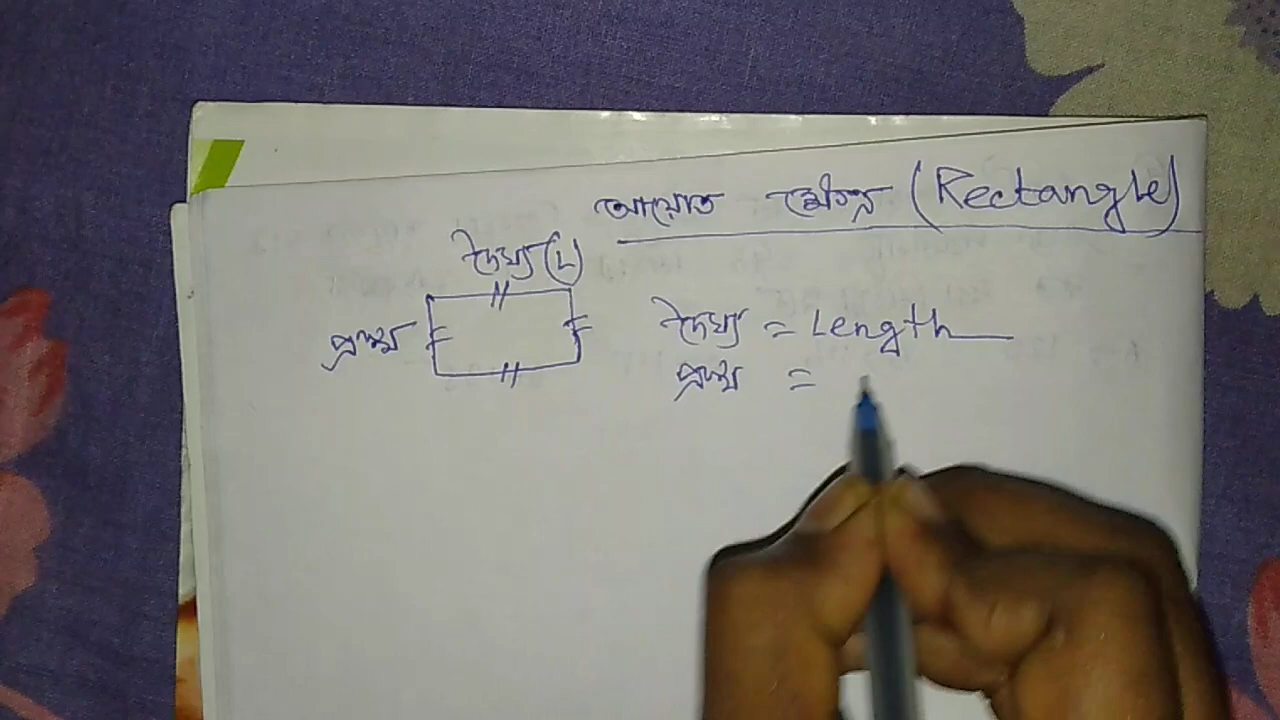 আয়োত ক্ষেত্র (Rectangle)
দৈর্ঘ্য (L)
প্রস্থ
দৈর্ঘ্য = Length
প্রস্থ =